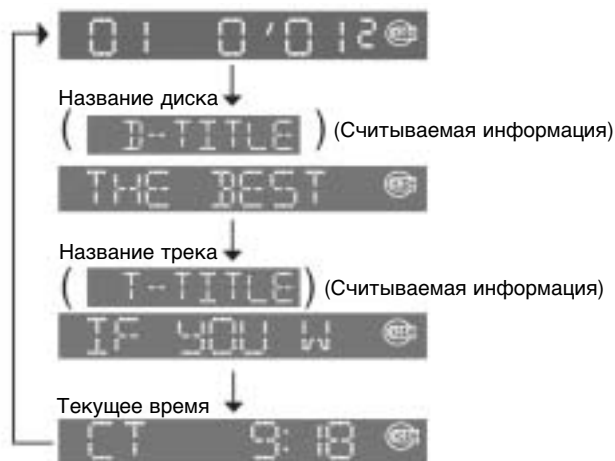 01 0'012
Название диска
( D-TITLE ) (Считываемая информация)
THE BEST
Название трека
( T-TITLE ) (Считываемая информация)
IF YOU W
Текущее время
CT 9:18